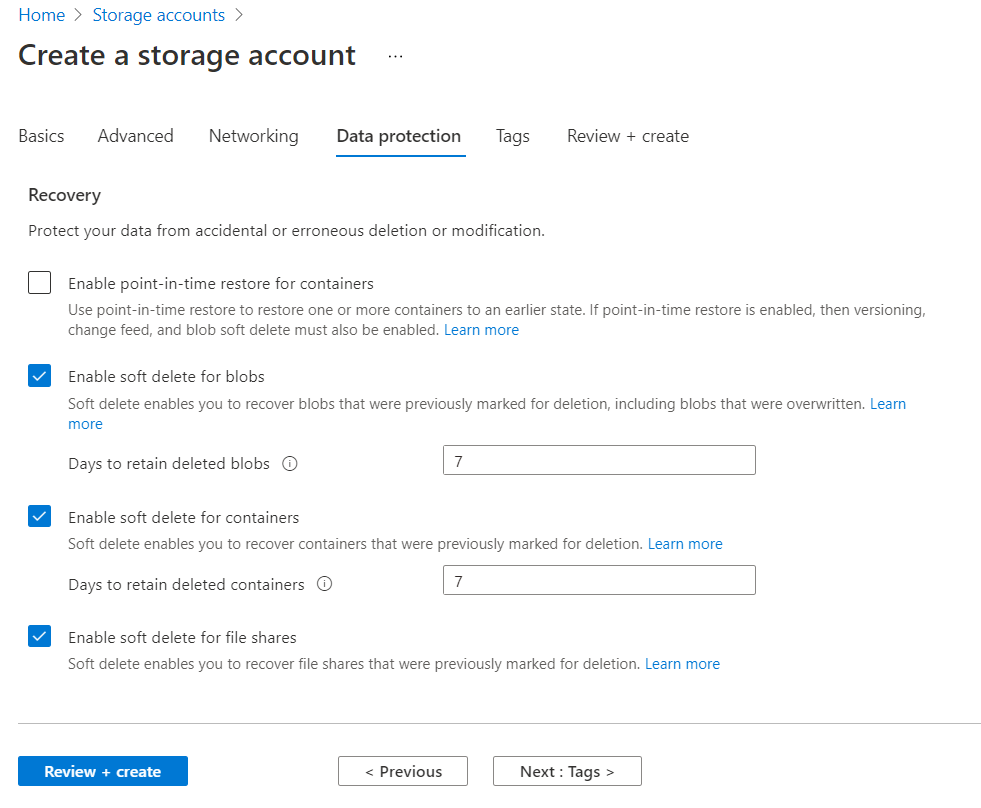 Home > Storage accounts >
Create a storage account ...
Basics Advanced Networking Data protection Tags Review + create
Recovery
Protect your data from accidental or erroneous deletion or modification.
Enable point-in-time restore for containers
Use point-in-time restore to restore one or more containers to an earlier state. If point-in-time restore is enabled, then versioning,
change feed, and blob soft delete must also be enabled. Learn more
Enable soft delete for blobs
Soft delete enables you to recover blobs that were previously marked for deletion, including blobs that were overwritten. Learn
more
Days to retain deleted blobs 7
Enable soft delete for containers
Soft delete enables you to recover containers that were previously marked for deletion. Learn more
Days to retain deleted containers 7
Enable soft delete for file shares
Soft delete enables you to recover file shares that were previously marked for deletion. Learn more
Review + create < Previous Next : Tags >